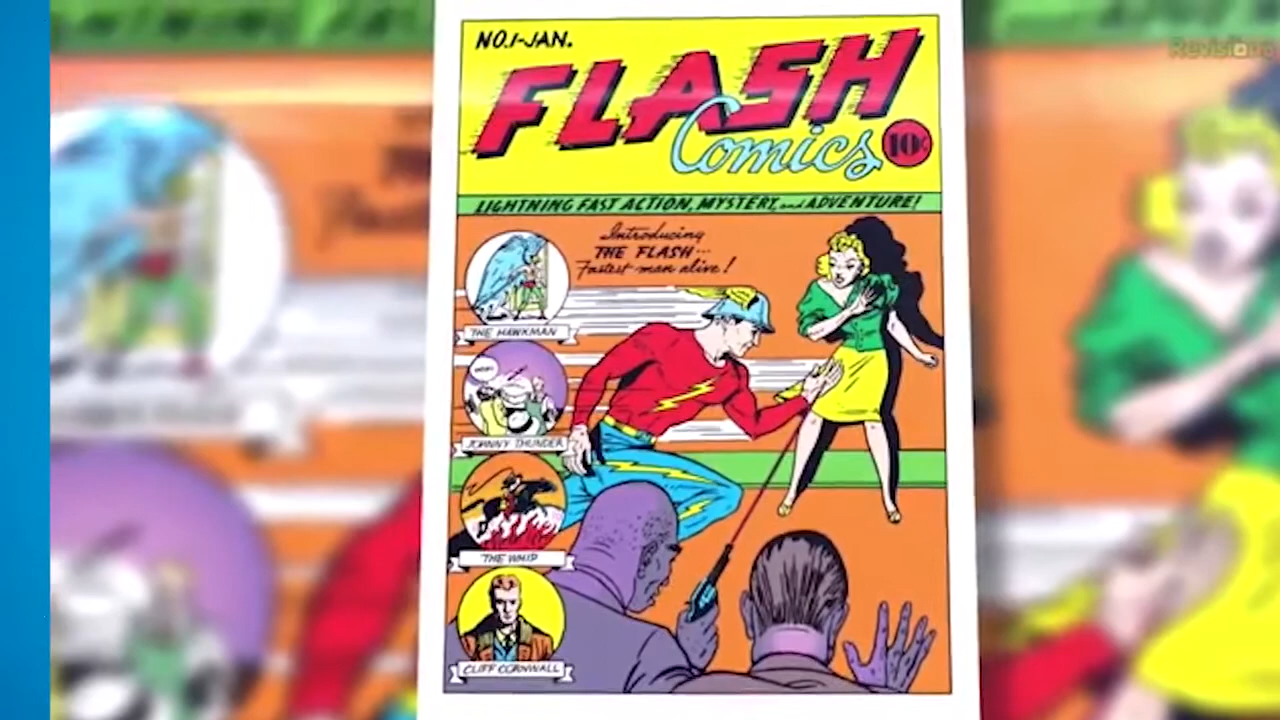 NO.1-JAN.
FLASH
Comics
10¢
LIGHTNING FAST ACTION, MYSTERY, and ADVENTURE!
Introducing
THE FLASH...
Fastest man alive!
THE HAWKMAN
JOHNNY THUNDER
THE WHIP
CLIFF CORNWALL